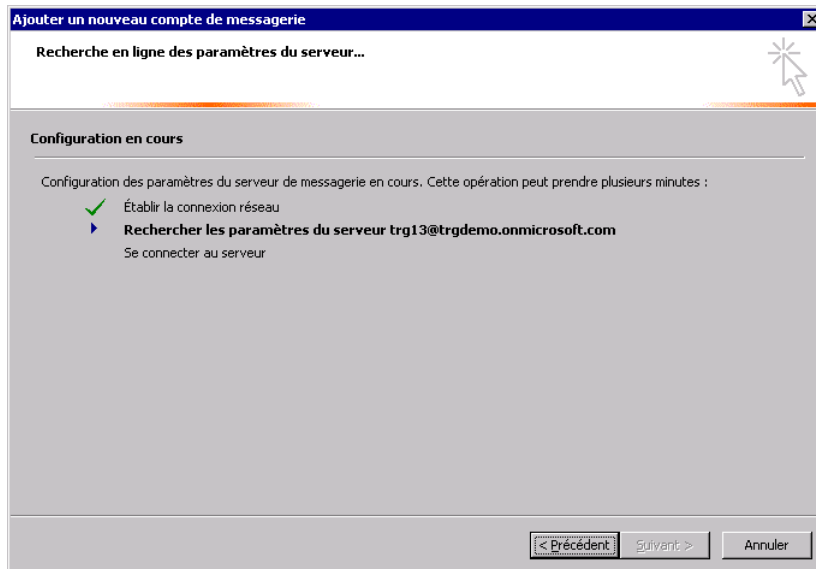 Ajouter un nouveau compte de messagerie
Recherche en ligne des paramètres du serveur...
Configuration en cours
Configuration des paramètres du serveur de messagerie en cours. Cette opération peut prendre plusieurs minutes :
Établir la connexion réseau
Rechercher les paramètres du serveur trg13@trgdemo.onmicrosoft.com
Se connecter au serveur
< Précédent Suivant > Annuler